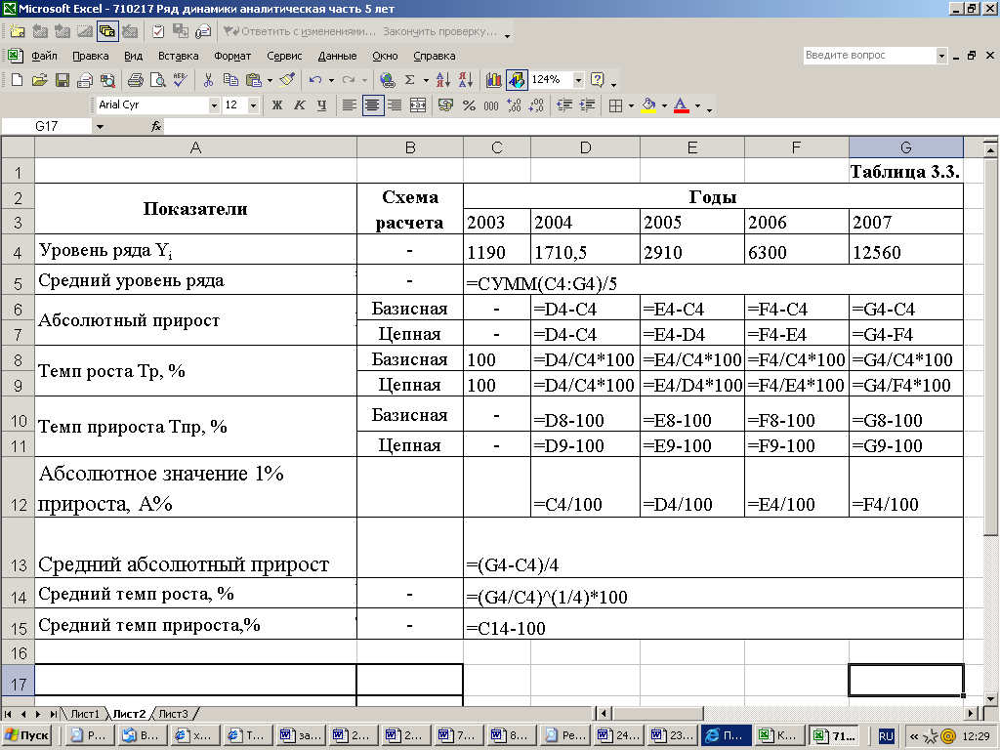 Microsoft Excel - 710217 Ряд динамики аналитическая часть 5 лет
Ответить с изменениями... Закончить проверку...
Файл Правка Вид Вставка Формат Сервис Данные Окно Справка Введите вопрос
124%
Arial Cyr 12 Ж К Ч % 000
G17 fx
A B C D E F G
1 Таблица 3.3.
2 Показатели Схема расчета Годы
3 2003 2004 2005 2006 2007
4 Уровень ряда Yi - 1190 1710,5 2910 6300 12560
5 Средний уровень ряда - =СУММ(C4:G4)/5
6 Абсолютный прирост Базисная - =D4-C4 =E4-C4 =F4-C4 =G4-C4
7 Цепная - =D4-C4 =E4-D4 =F4-E4 =G4-F4
8 Темп роста Тр, % Базисная 100 =D4/C4*100 =E4/C4*100 =F4/C4*100 =G4/C4*100
9 Цепная 100 =D4/C4*100 =E4/D4*100 =F4/E4*100 =G4/F4*100
10 Темп прироста Тпр, % Базисная - =D8-100 =E8-100 =F8-100 =G8-100
11 Цепная - =D9-100 =E9-100 =F9-100 =G9-100
Абсолютное значение 1%
12 прироста, А% =C4/100 =D4/100 =E4/100 =F4/100
13 Средний абсолютный прирост =(G4-C4)/4
14 Средний темп роста, % - =(G4/C4)^(1/4)*100
15 Средний темп прироста,% - =C14-100
16
17
Лист1 Лист2 Лист3
Пуск Р... В... x... Т... за... 2... 2... 7... 8... Ре... 24... 23... П... К... 71... RU « 12:29